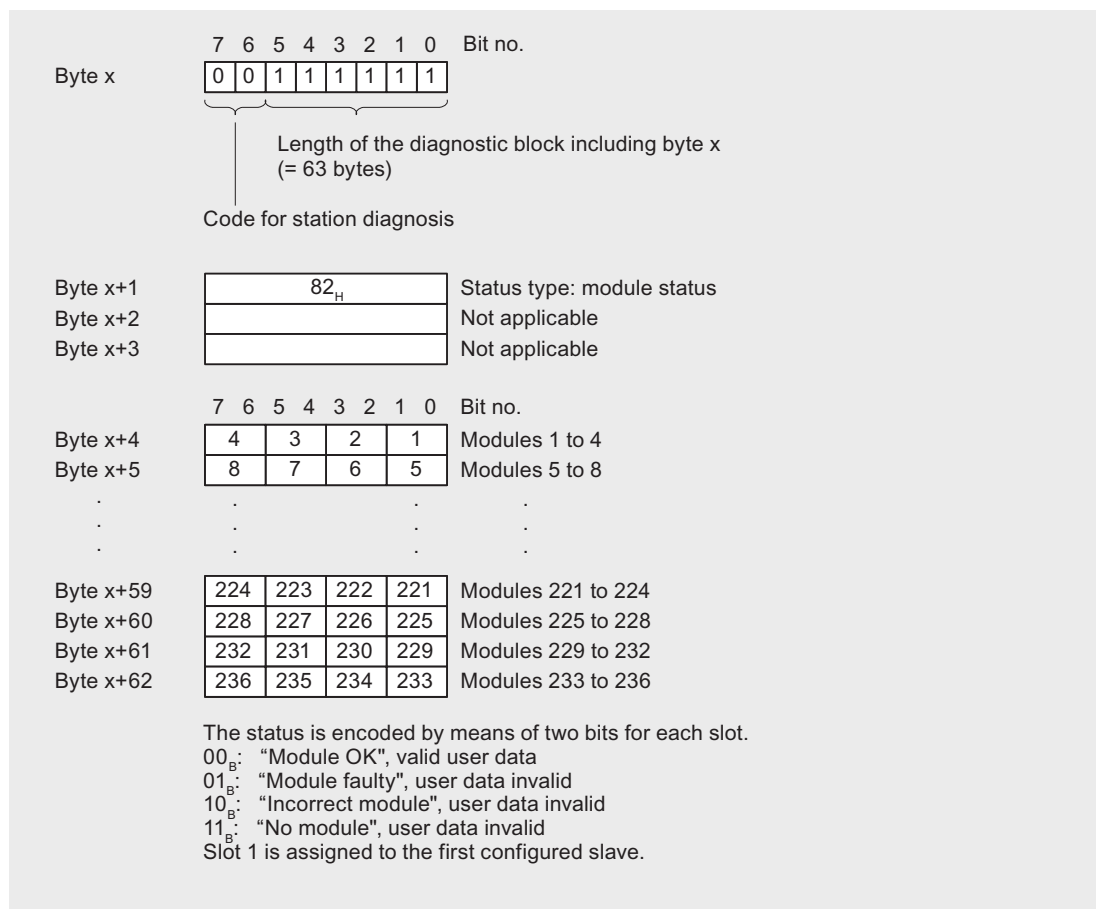 7 6 5 4 3 2 1 0 Bit no.
Byte x 0 0 1 1 1 1 1 1
Length of the diagnostic block including byte x
(= 63 bytes)
Code for station diagnosis
Byte x+1 82H Status type: module status
Byte x+2 Not applicable
Byte x+3 Not applicable
7 6 5 4 3 2 1 0 Bit no.
Byte x+4 4 3 2 1 Modules 1 to 4
Byte x+5 8 7 6 5 Modules 5 to 8
. . . .
. . . .
. . . .
Byte x+59 224 223 222 221 Modules 221 to 224
Byte x+60 228 227 226 225 Modules 225 to 228
Byte x+61 232 231 230 229 Modules 229 to 232
Byte x+62 236 235 234 233 Modules 233 to 236
The status is encoded by means of two bits for each slot.
00B: “Module OK", valid user data
01B: “Module faulty", user data invalid
10B: “Incorrect module", user data invalid
11B: “No module", user data invalid
Slot 1 is assigned to the first configured slave.